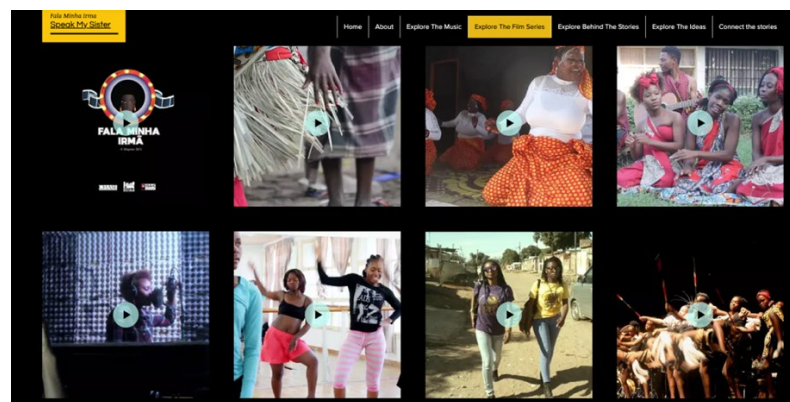 Fala Minha Irma
Speak My Sister
Home
About
Explore The Music
Explore The Film Series
Explore Behind The Stories
Explore The Ideas
Connect the stories
FALA MINHA
IRMÃ